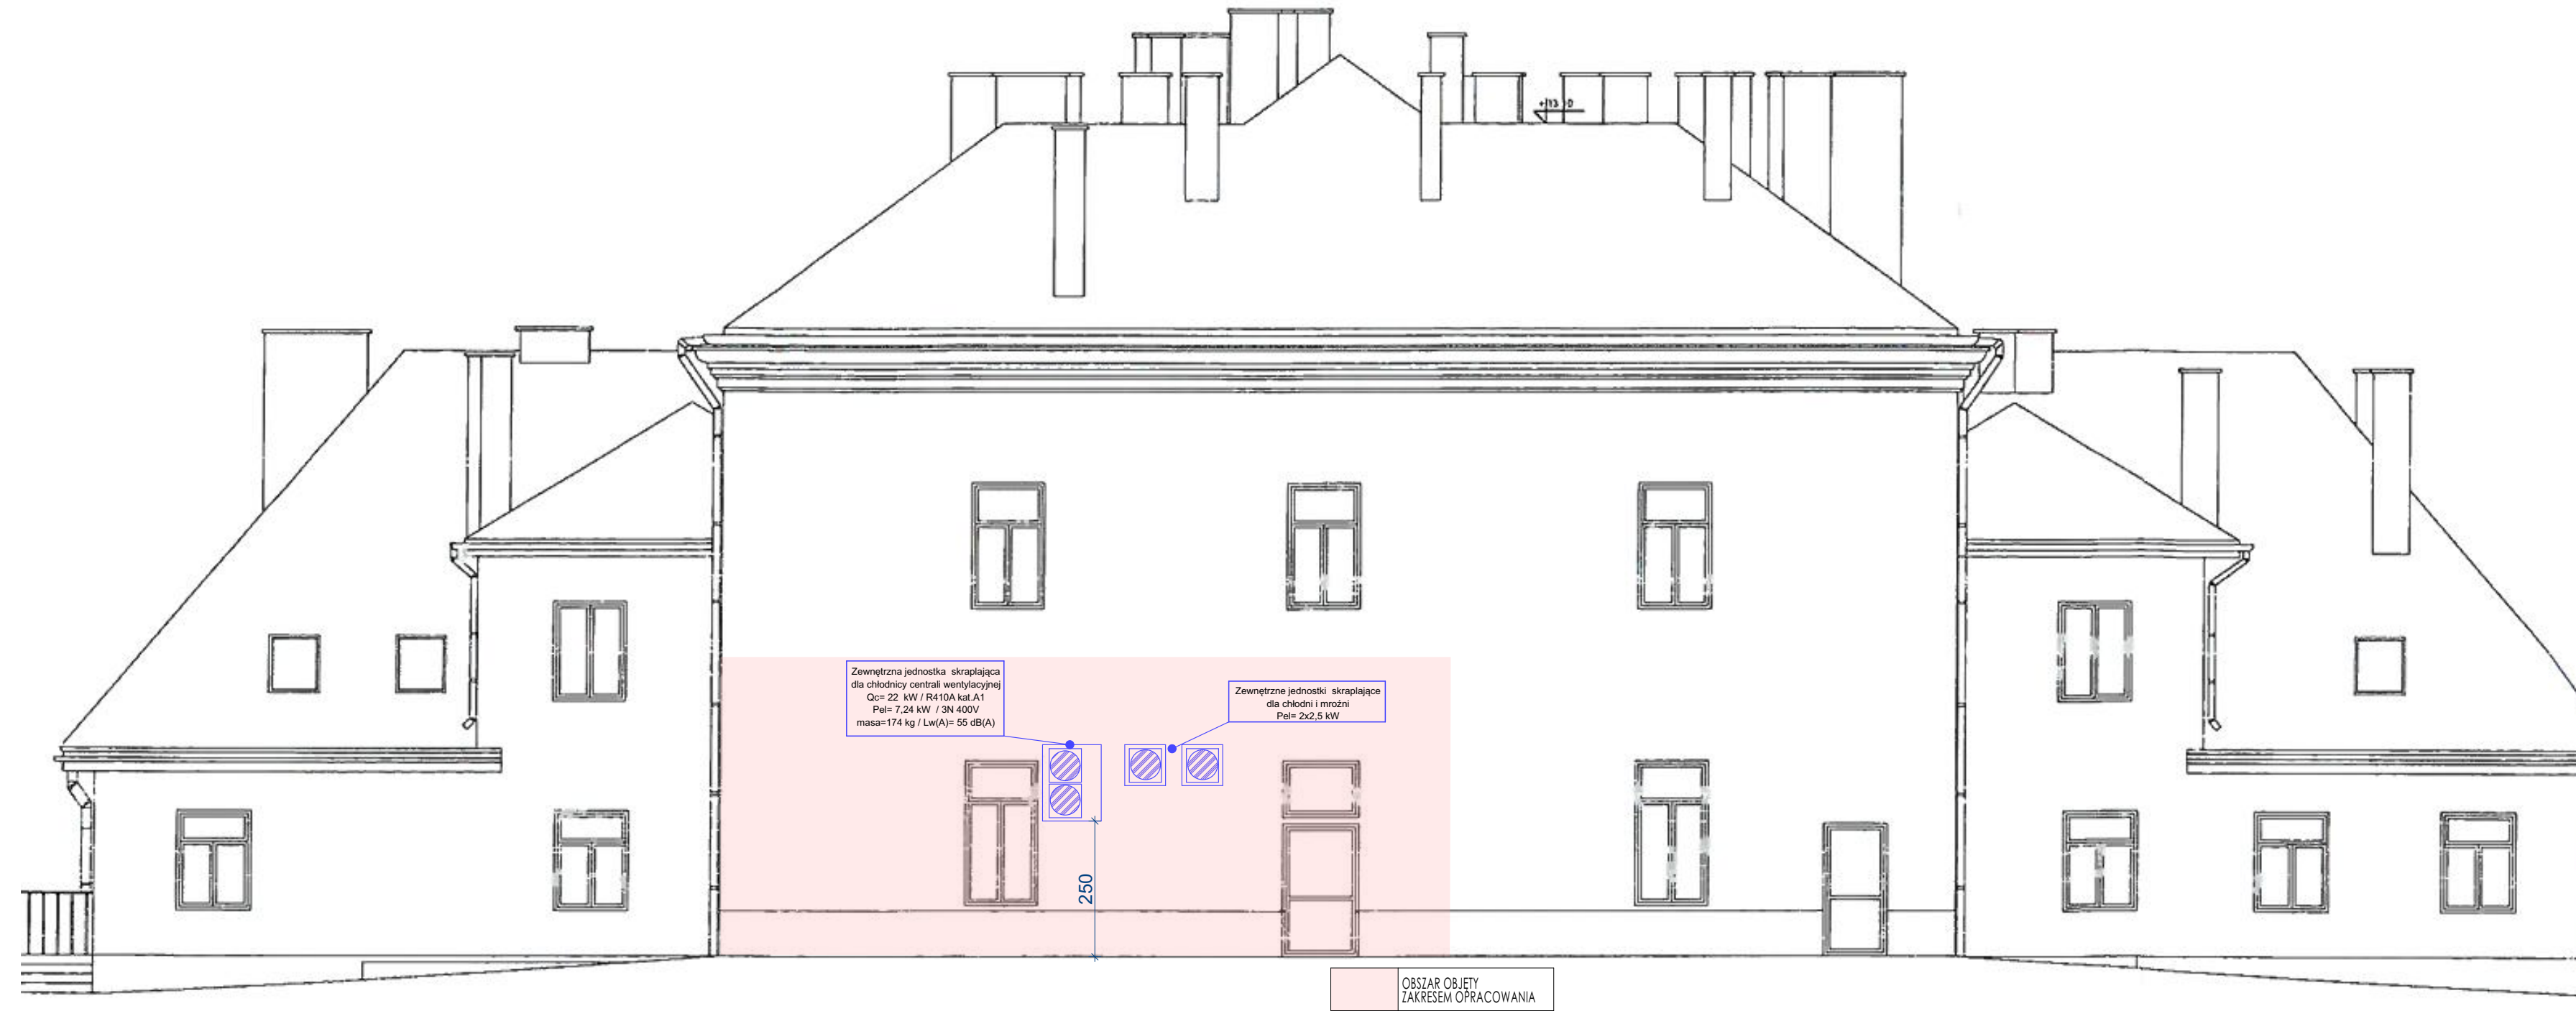 Zewnętrzna jednostka skraplająca
dla chłodnicy centrali wentylacyjnej
Qc= 22 kW / R410A kat.A1
Pel= 7,24 kW / 3N 400V
masa=174 kg / Lw(A)= 55 dB(A)
Zewnętrzne jednostki skraplające
dla chłodni i mroźni
Pel= 2x2,5 kW
250
OBSZAR OBJĘTY
ZAKRESEM OPRACOWANIA